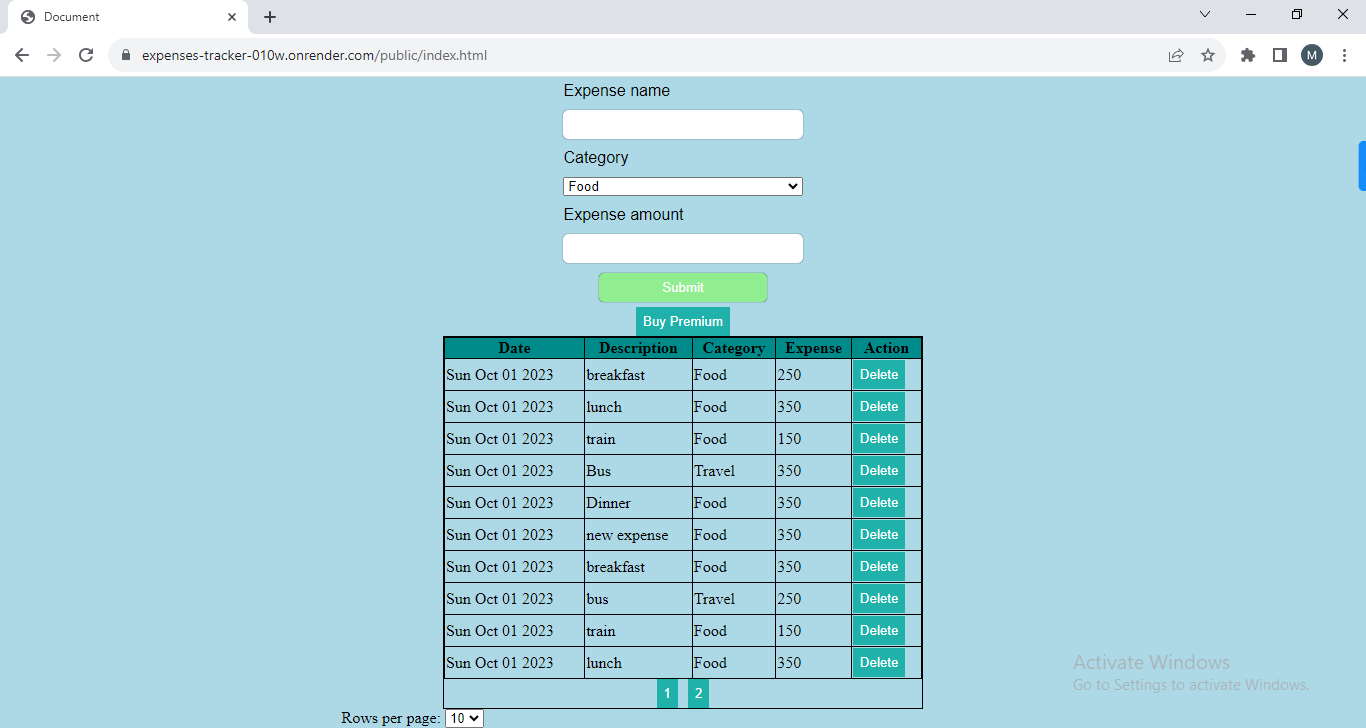 Document
expenses-tracker-010w.onrender.com/public/index.html
M
Expense name
Category
Food
Expense amount
Submit
Buy Premium
Date Description Category Expense Action
Sun Oct 01 2023 breakfast Food 250 Delete
Sun Oct 01 2023 lunch Food 350 Delete
Sun Oct 01 2023 train Food 150 Delete
Sun Oct 01 2023 Bus Travel 350 Delete
Sun Oct 01 2023 Dinner Food 350 Delete
Sun Oct 01 2023 new expense Food 350 Delete
Sun Oct 01 2023 breakfast Food 350 Delete
Sun Oct 01 2023 bus Travel 250 Delete
Sun Oct 01 2023 train Food 150 Delete
Sun Oct 01 2023 lunch Food 350 Delete
1 2
Rows per page: 10
Activate Windows
Go to Settings to activate Windows.